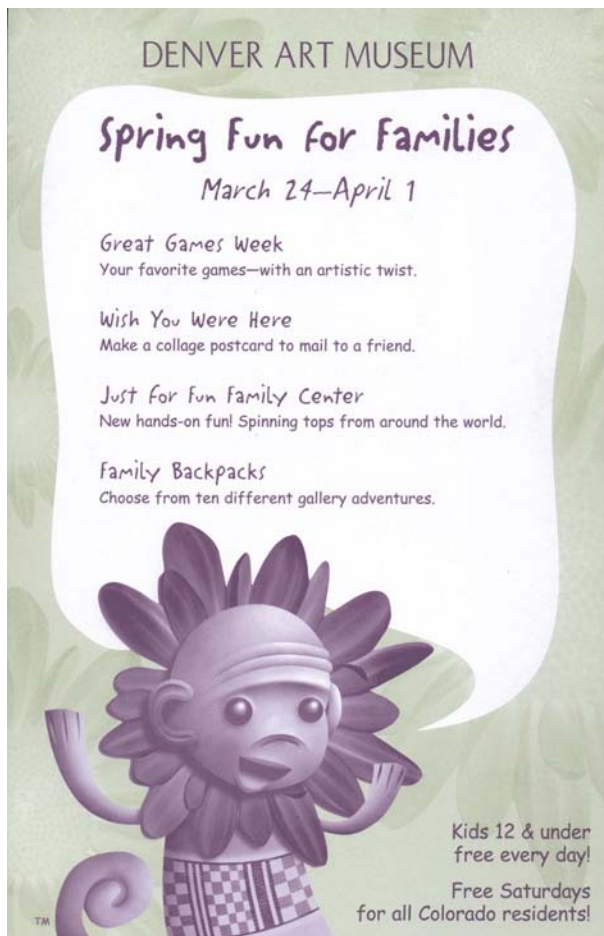 DENVER ART MUSEUM
Spring Fun for Families
March 24—April 1
Great Games Week
Your favorite games—with an artistic twist.
Wish You Were Here
Make a collage postcard to mail to a friend.
Just for Fun Family Center
New hands-on fun! Spinning tops from around the world.
Family Backpacks
Choose from ten different gallery adventures.
Kids 12 & under
free every day!
Free Saturdays
for all Colorado residents!
TM